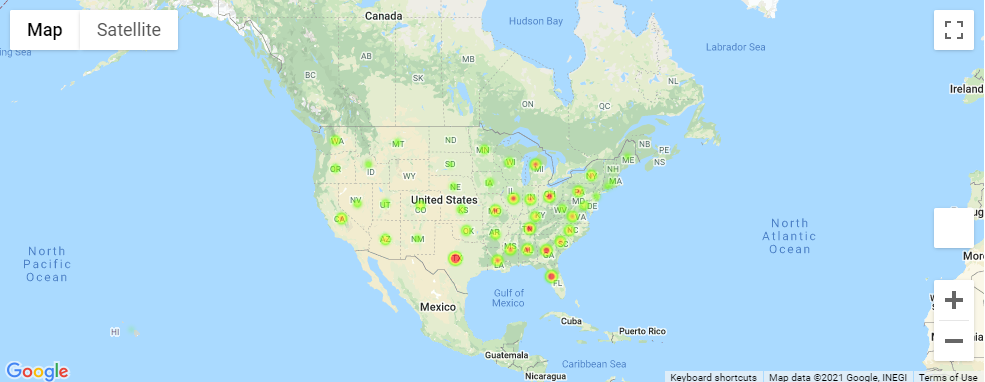 Map
Satellite
Canada
Hudson Bay
Labrador Sea
ing Sea
AB
MB
BC
SK
NL
Ireland
ON
QC
NB
PE
NS
WA
MT
ND
MN
WI
MI
ME
NH
NY
MA
OR
ID
SD
WY
IA
NE
IL
IN
OH
PA
NV
UT
CO
United States
KS
MO
KY
WV
VA
DE
MD
CA
AZ
NM
OK
AR
TN
NC
SC
MS
AL
GA
LA
FL
North
Pacific
Ocean
North
Atlantic
Ocean
Gulf of
Mexico
Mexico
HI
Cuba
Puerto Rico
Guatemala
Caribbean Sea
Nicaragua
Google
Keyboard shortcuts
Map data ©2021 Google, INEGI
Terms of Use